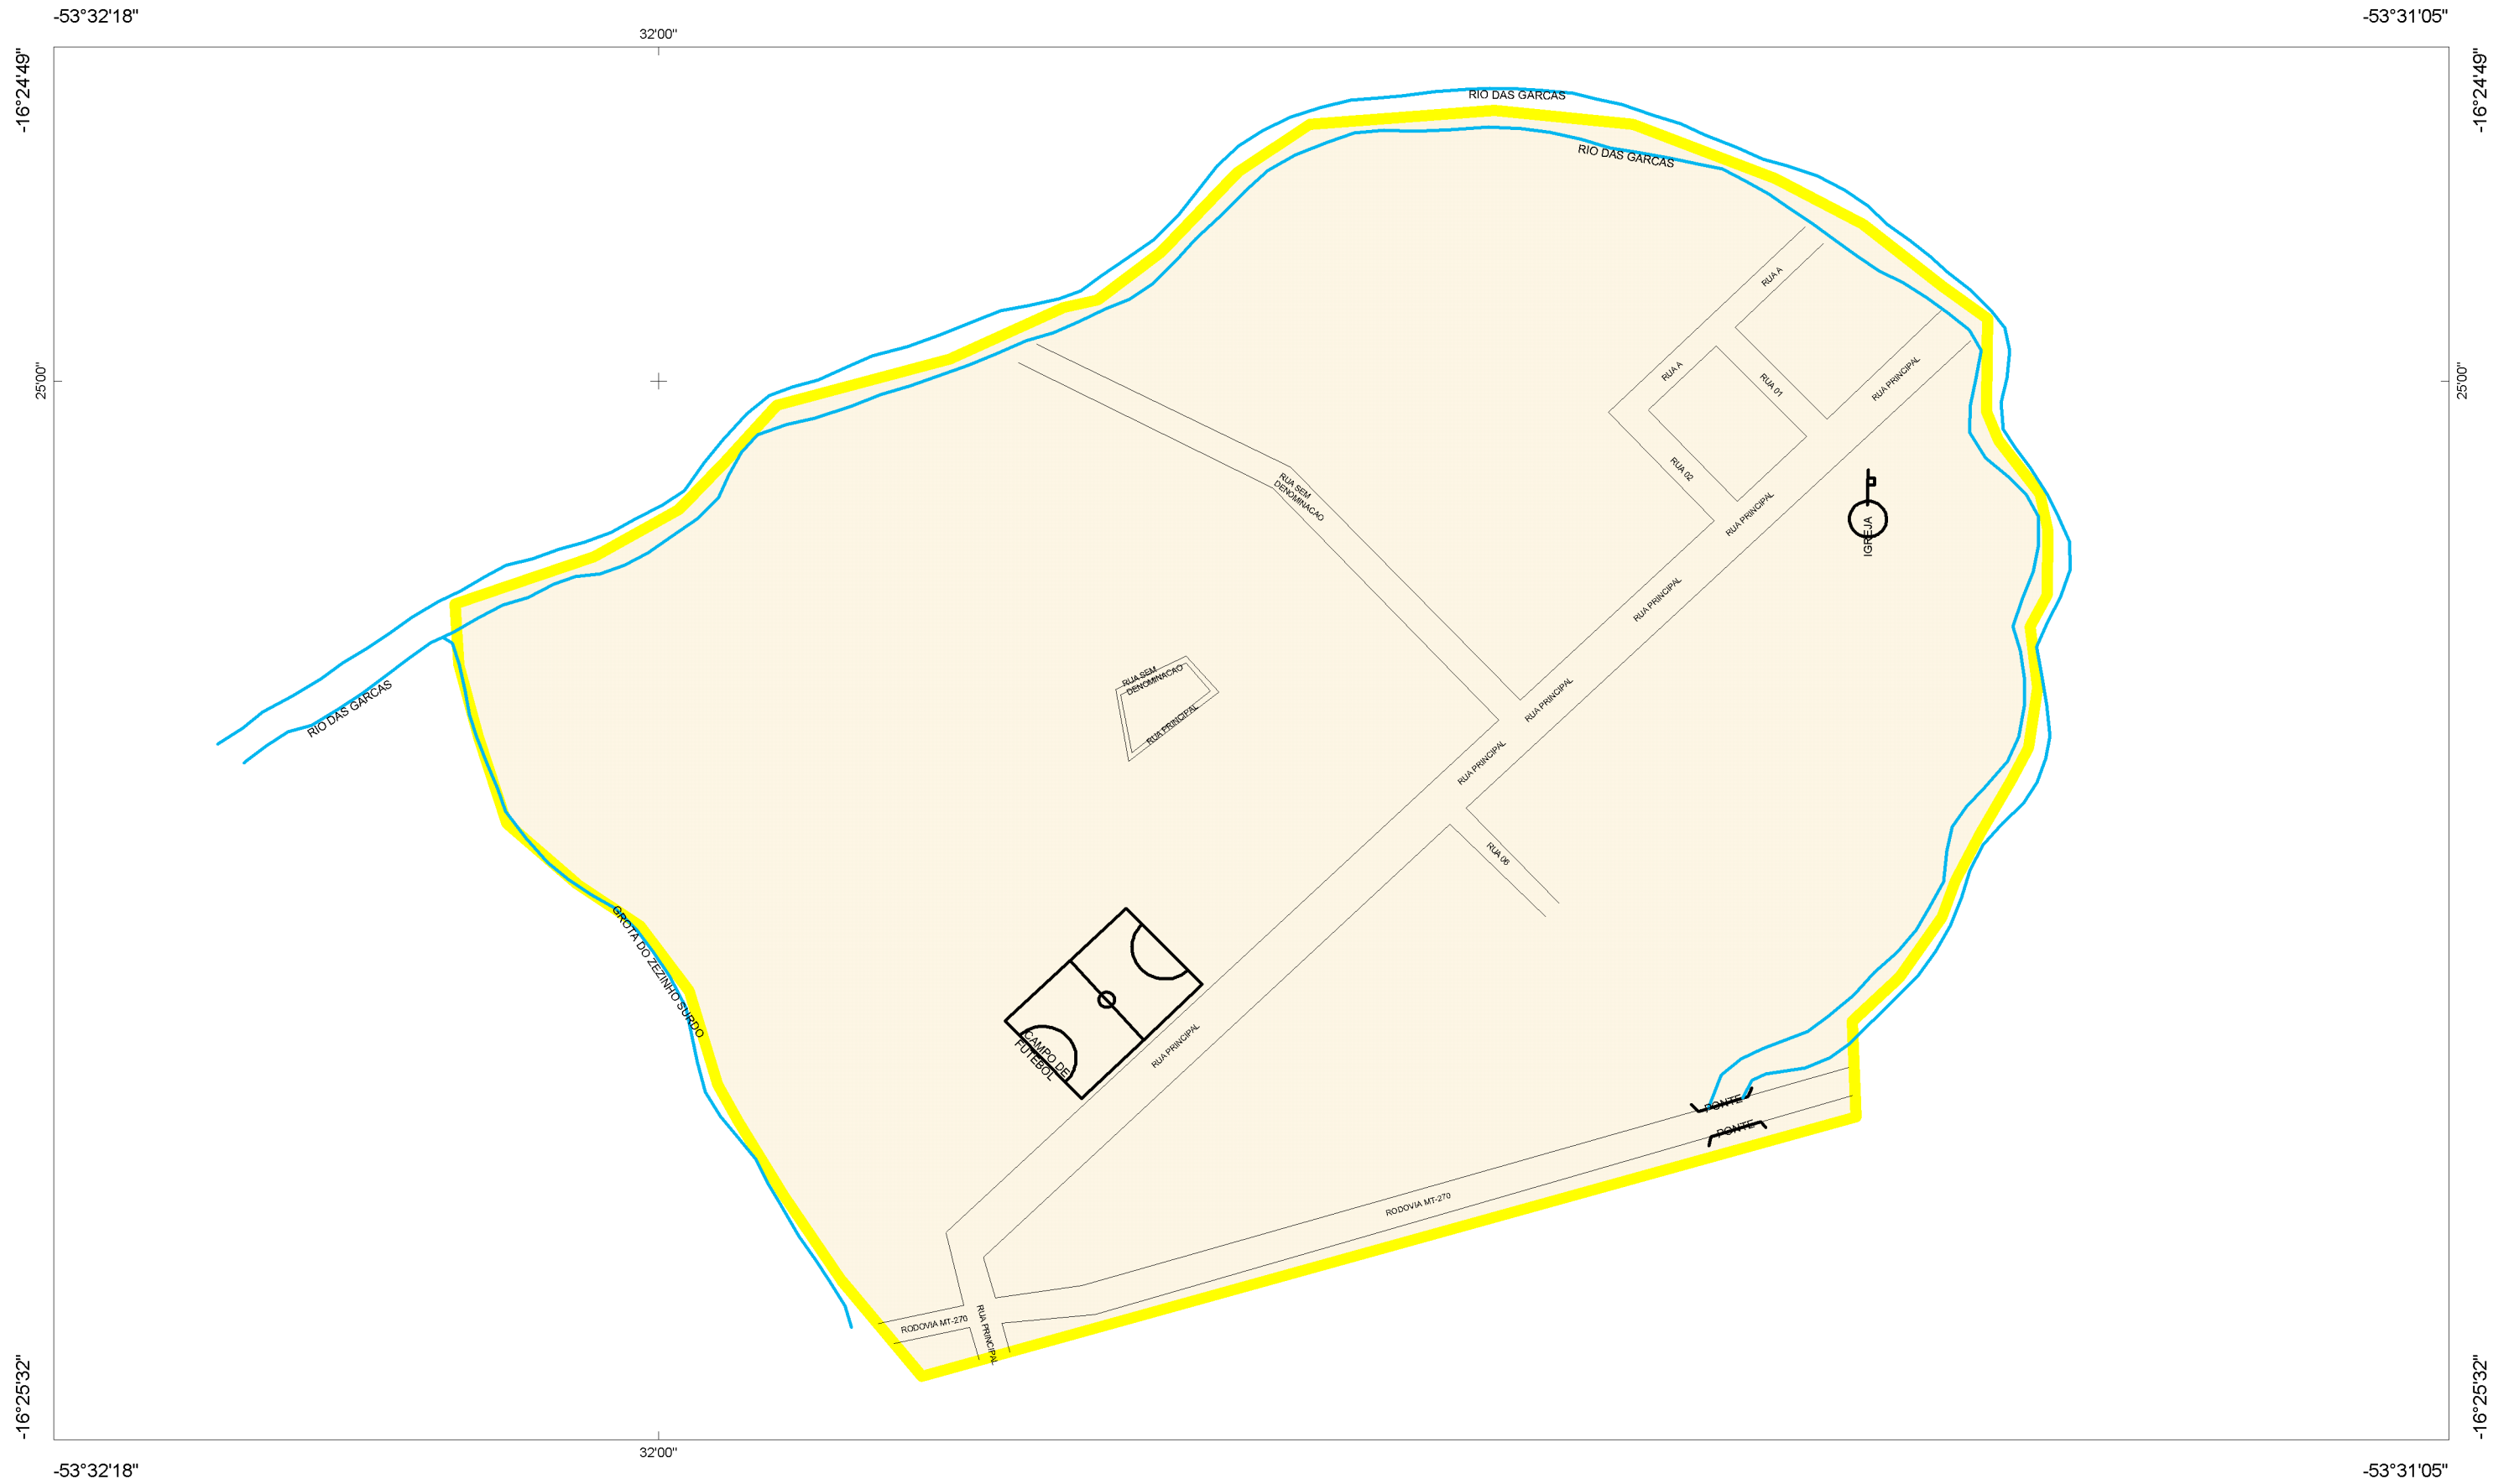 -53°32'18"
-53°31'05"
32'00"
-16°24'49"
-16°24'49"
RIO DAS GARCAS
RIO DAS GARCAS
RUA A
25'00"
25'00"
RUA A
RUA 01
RUA PRINCIPAL
RUA 02
RUA SEM
DENOMINACAO
RUA PRINCIPAL
IGREJA
RUA PRINCIPAL
RUA SEM
DENOMINACAO
RUA PRINCIPAL
RIO DAS GARCAS
RUA PRINCIPAL
RUA PRINCIPAL
RUA 06
GROTA DO ZEZINHO SURDO
CAMPO DE
FUTEBOL
RUA PRINCIPAL
PONTE
PONTE
RODOVIA MT-270
RODOVIA MT-270
RUA PRINCIPAL
-16°25'32"
-16°25'32"
32'00"
-53°32'18"
-53°31'05"